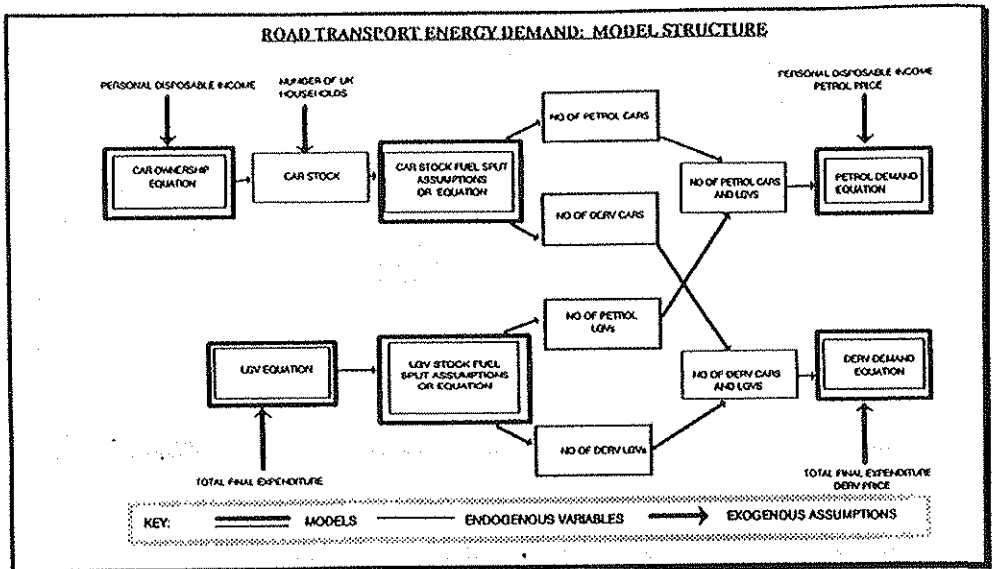 ROAD TRANSPORT ENERGY DEMAND: MODEL STRUCTURE
PERSONAL DISPOSABLE INCOME
NUMBER OF UK
HOUSEHOLDS
PERSONAL DISPOSABLE INCOME
PETROL PRICE
NO OF PETROL CARS
CAR OWNERSHIP
EQUATION
CAR STOCK
CAR STOCK FUEL SPLIT
ASSUMPTIONS
OR EQUATION
NO OF PETROL CARS
AND LGVS
PETROL DEMAND
EQUATION
NO OF DERV CARS
NO OF PETROL
LGVs
LGV EQUATION
LGV STOCK FUEL
SPLIT ASSUMPTIONS
OR EQUATION
NO OF DERV CARS
AND LGVS
DERV DEMAND
EQUATION
NO OF DERV LGVs
TOTAL FINAL EXPENDITURE
TOTAL FINAL EXPENDITURE
DERV PRICE
KEY: MODELS ENDOGENOUS VARIABLES EXOGENOUS ASSUMPTIONS